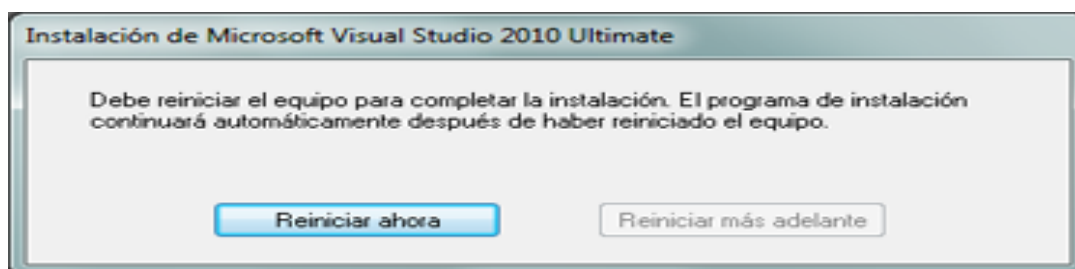 Instalación de Microsoft Visual Studio 2010 Ultimate
Debe reiniciar el equipo para completar la instalación. El programa de instalación
continuará automáticamente después de haber reiniciado el equipo.
Reiniciar ahora
Reiniciar más adelante